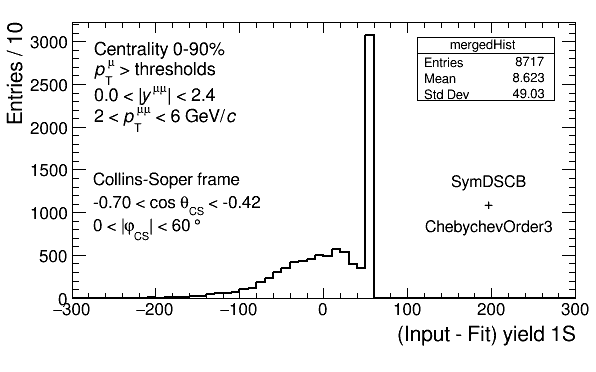 Entries / 10
3000
2500
2000
1500
1000
500
0
Centrality 0-90%
p_T^μ > thresholds
0.0 < |y^μμ| < 2.4
2 < p_T^μμ < 6 GeV/c
Collins-Soper frame
-0.70 < cos θ_CS < -0.42
0 < |φ_CS| < 60 °
mergedHist
Entries 8717
Mean 8.623
Std Dev 49.03
SymDSCB
+
ChebychevOrder3
−300 −200 −100 0 100 200 300
(Input - Fit) yield 1S